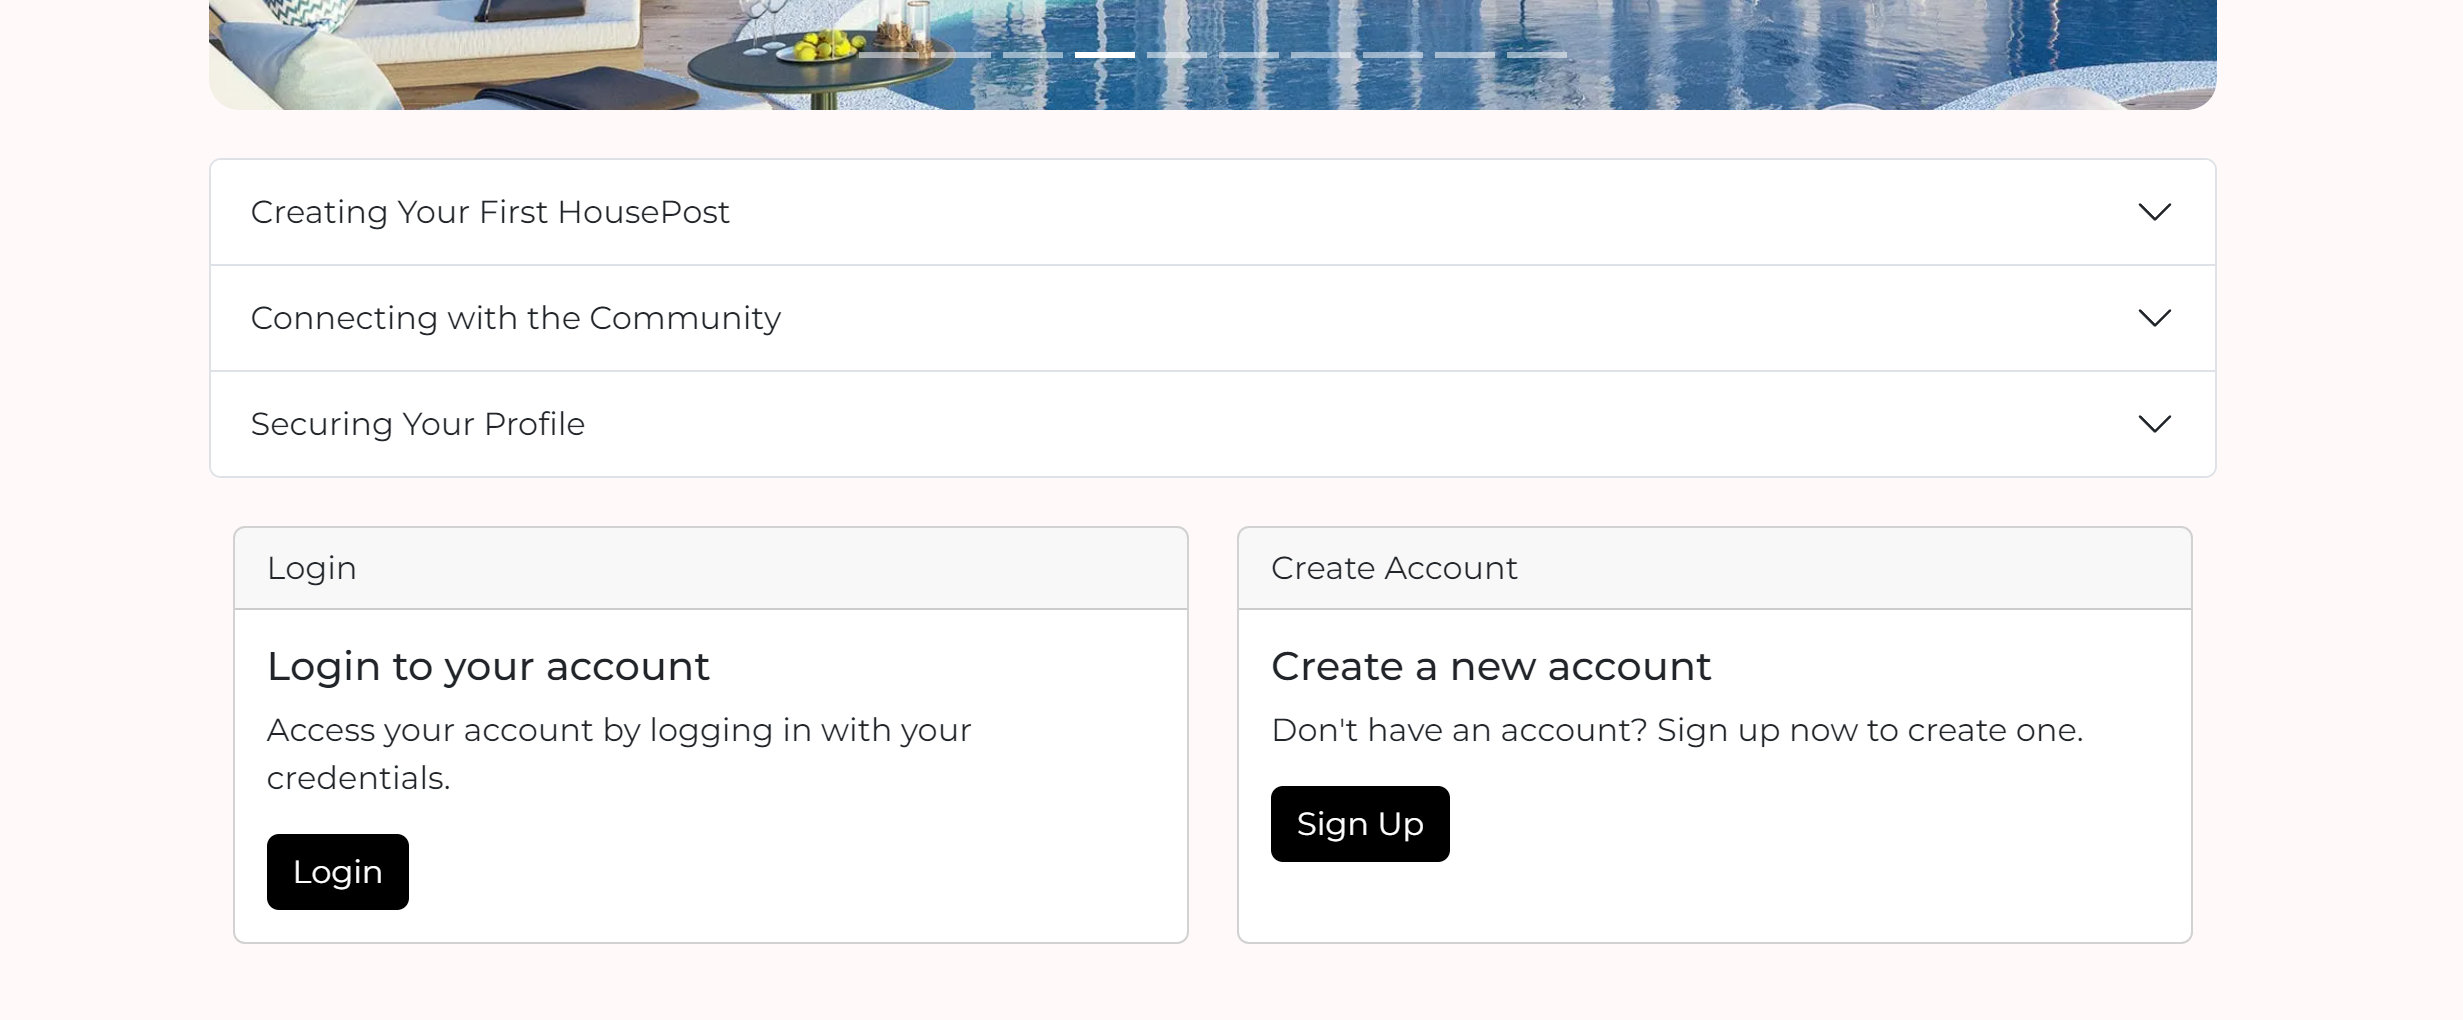 Creating Your First HousePost
Connecting with the Community
Securing Your Profile
Login
Login to your account
Access your account by logging in with your
credentials.
Login
Create Account
Create a new account
Don't have an account? Sign up now to create one.
Sign Up